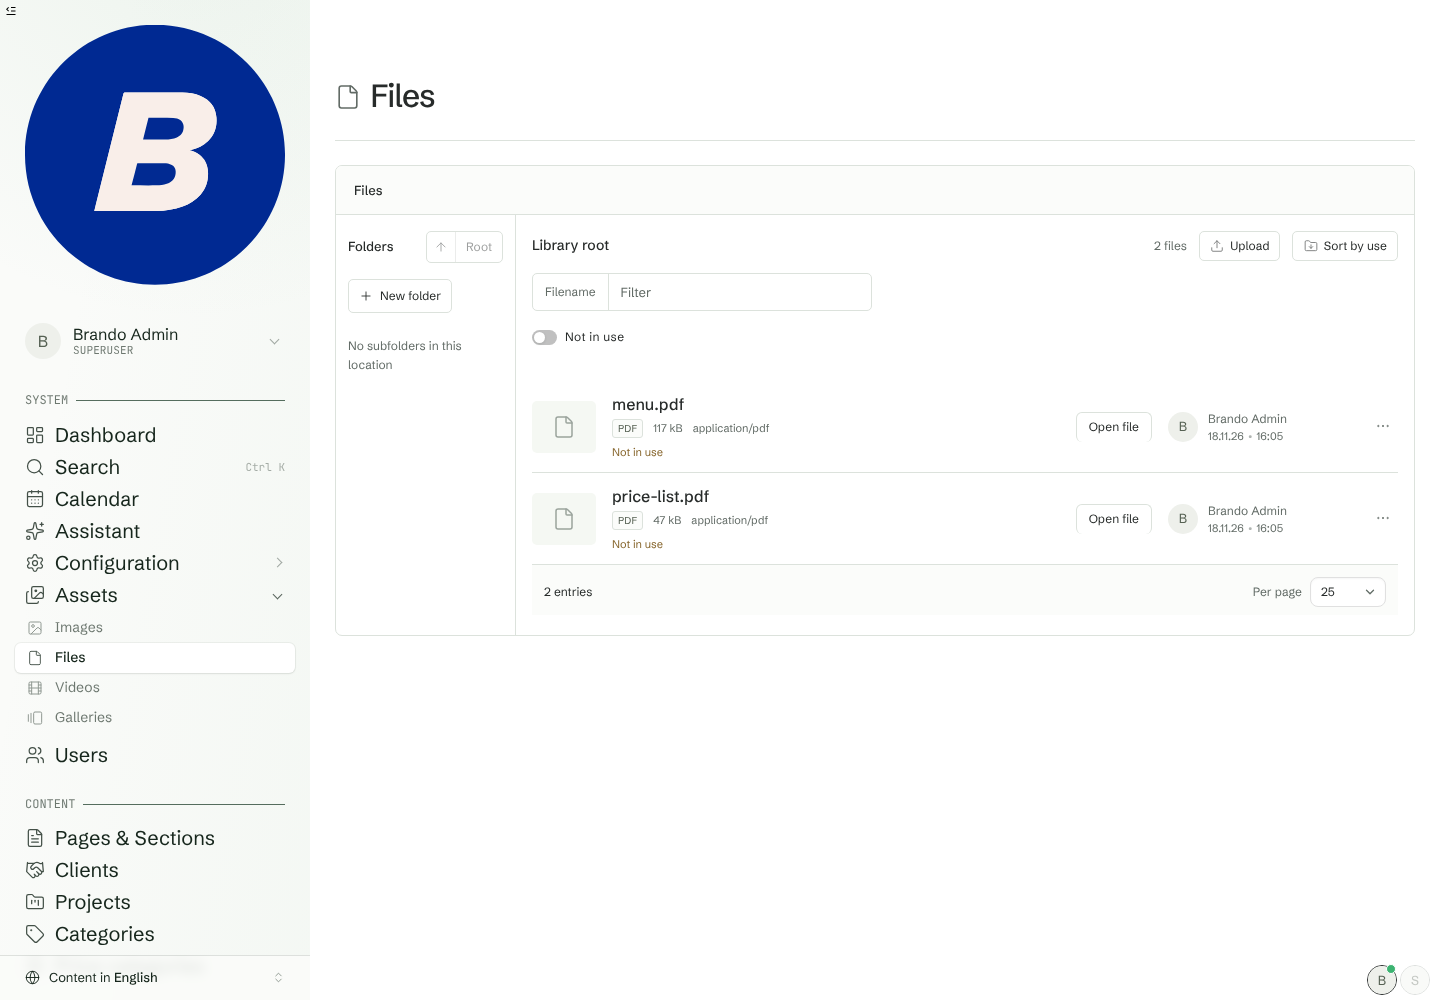 B
B
Brando Admin
SUPERUSER
SYSTEM
Dashboard
Search
Ctrl K
Calendar
Assistant
Configuration
Assets
Images
Files
Videos
Galleries
Users
CONTENT
Pages & Sections
Clients
Projects
Categories
Content in English
Files
Files
Folders
Root
New folder
No subfolders in this
location
Library root
2 files
Upload
Sort by use
Filename
Filter
Not in use
menu.pdf
PDF 117 kB application/pdf
Not in use
Open file
B
Brando Admin
18.11.26 • 16:05
price-list.pdf
PDF 47 kB application/pdf
Not in use
Open file
B
Brando Admin
18.11.26 • 16:05
2 entries
Per page
25
B
S